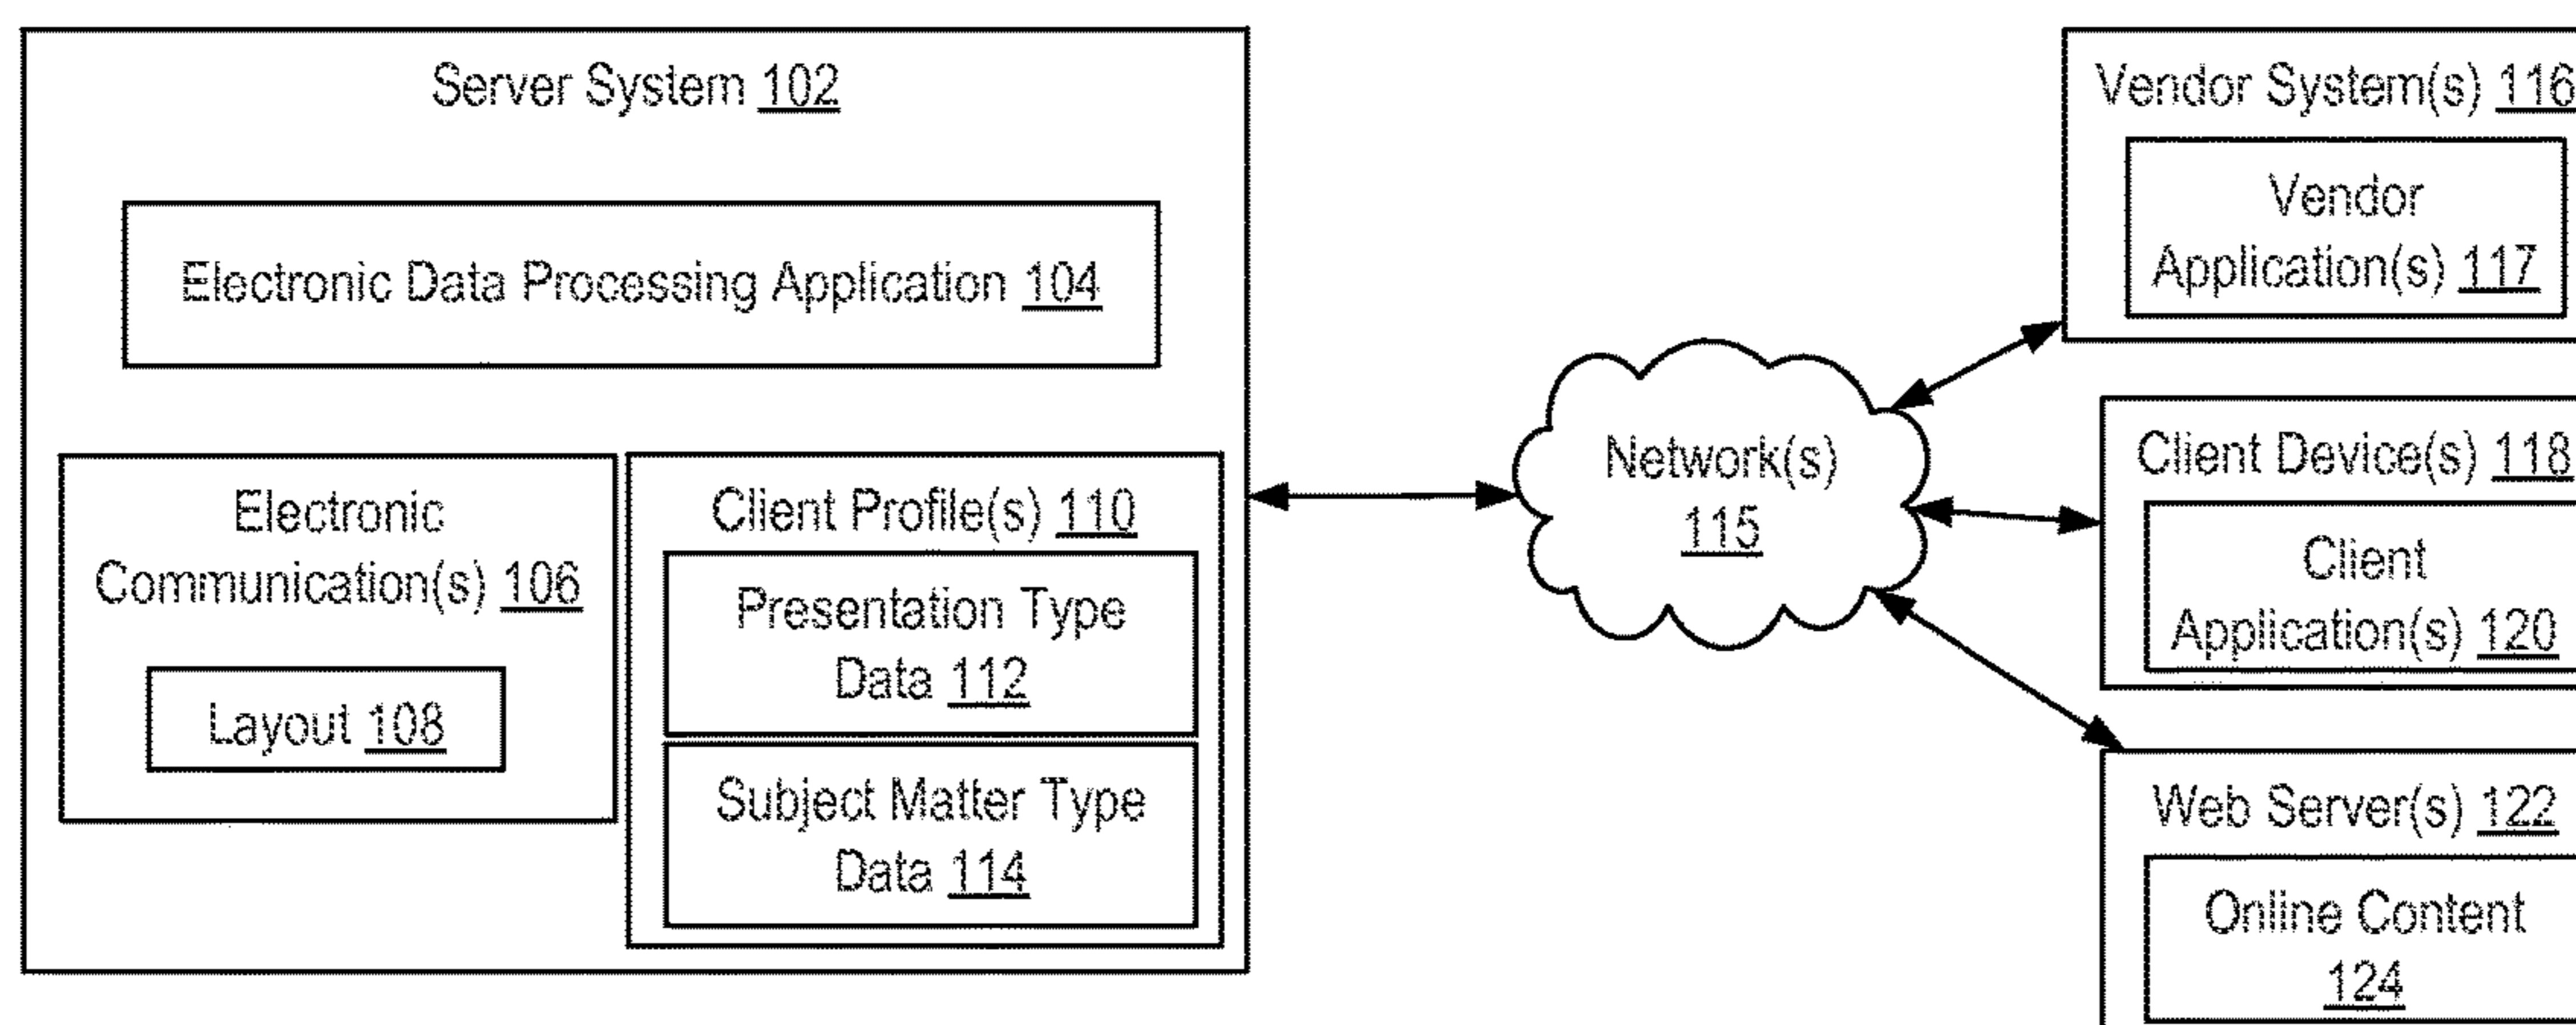 Server System 102
Electronic Data Processing Application 104
Electronic
Communication(s) 106
Layout 108
Client Profile(s) 110
Presentation Type
Data 112
Subject Matter Type
Data 114
Network(s)
115
Vendor System(s) 116
Vendor
Application(s) 117
Client Device(s) 118
Client
Application(s) 120
Web Server(s) 122
Online Content
124